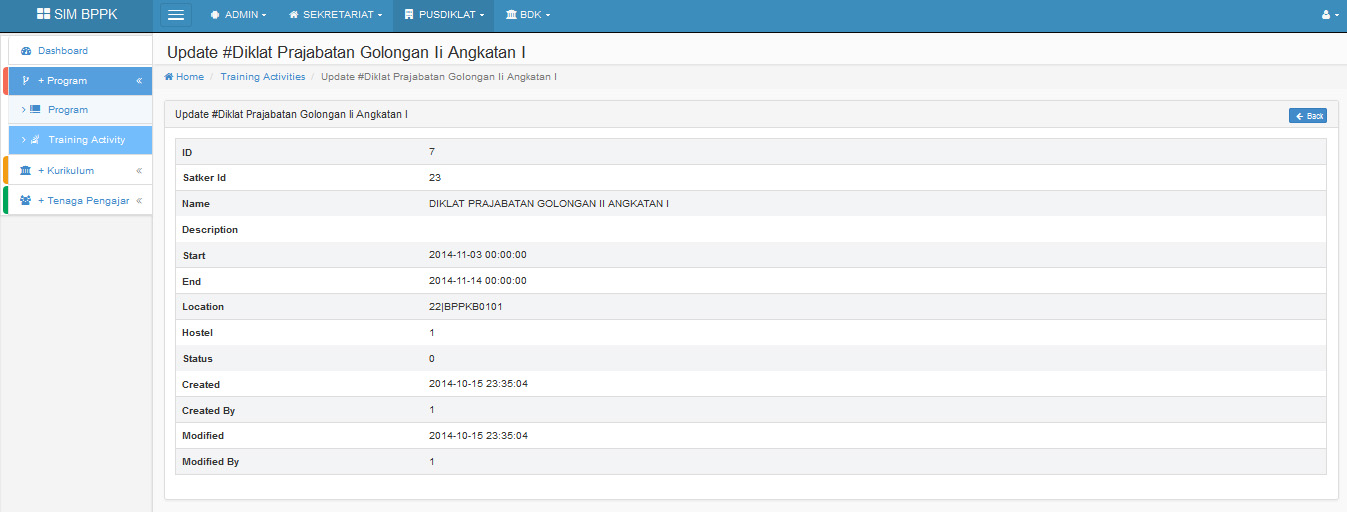 SIM BPPK
ADMIN
SEKRETARIAT
PUSDIKLAT
BDK
Dashboard
+ Program
Program
Training Activity
+ Kurikulum
+ Tenaga Pengajar
Update #Diklat Prajabatan Golongan Ii Angkatan I
Home / Training Activities / Update #Diklat Prajabatan Golongan Ii Angkatan I
Update #Diklat Prajabatan Golongan Ii Angkatan I
Back
ID 7
Satker Id 23
Name DIKLAT PRAJABATAN GOLONGAN II ANGKATAN I
Description
Start 2014-11-03 00:00:00
End 2014-11-14 00:00:00
Location 22|BPPKB0101
Hostel 1
Status 0
Created 2014-10-15 23:35:04
Created By 1
Modified 2014-10-15 23:35:04
Modified By 1